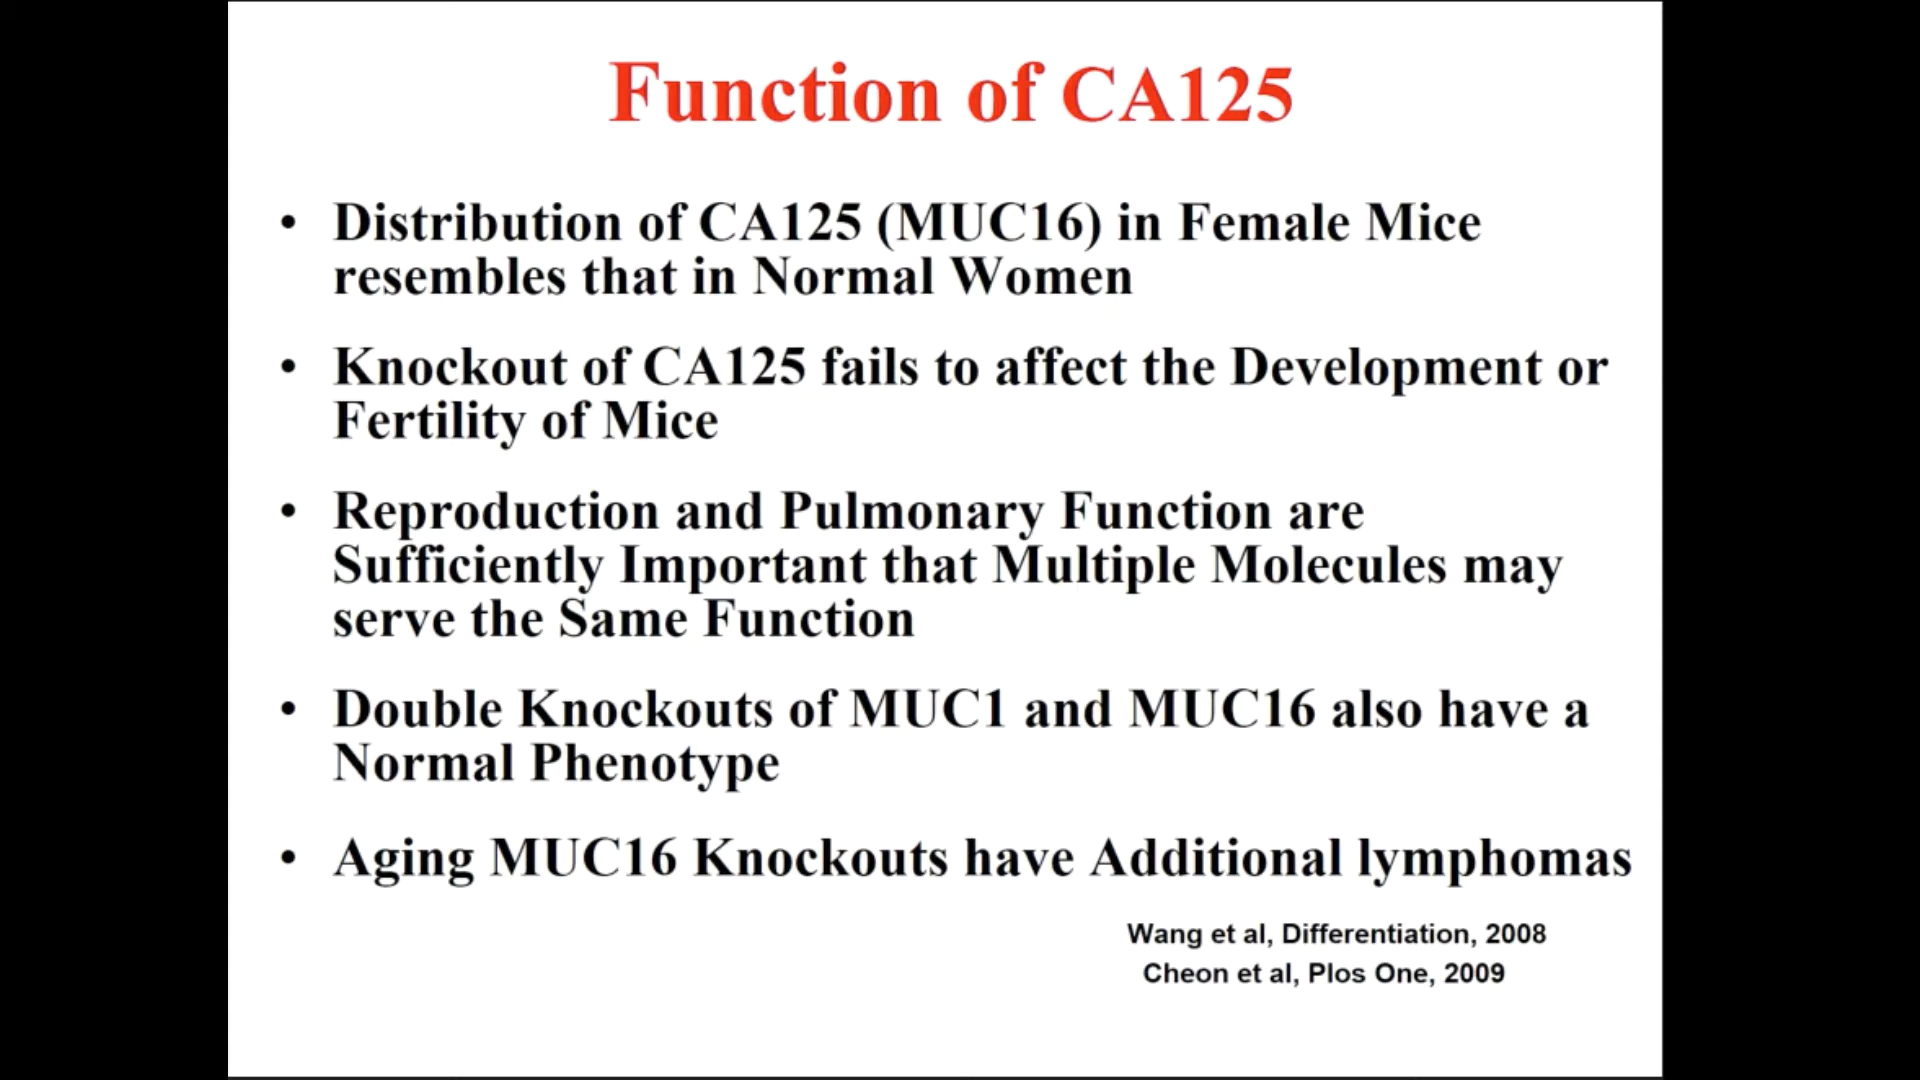 Function of CA125
• Distribution of CA125 (MUC16) in Female Mice
resembles that in Normal Women
• Knockout of CA125 fails to affect the Development or
Fertility of Mice
• Reproduction and Pulmonary Function are
Sufficiently Important that Multiple Molecules may
serve the Same Function
• Double Knockouts of MUC1 and MUC16 also have a
Normal Phenotype
• Aging MUC16 Knockouts have Additional lymphomas
Wang et al, Differentiation, 2008
Cheon et al, Plos One, 2009